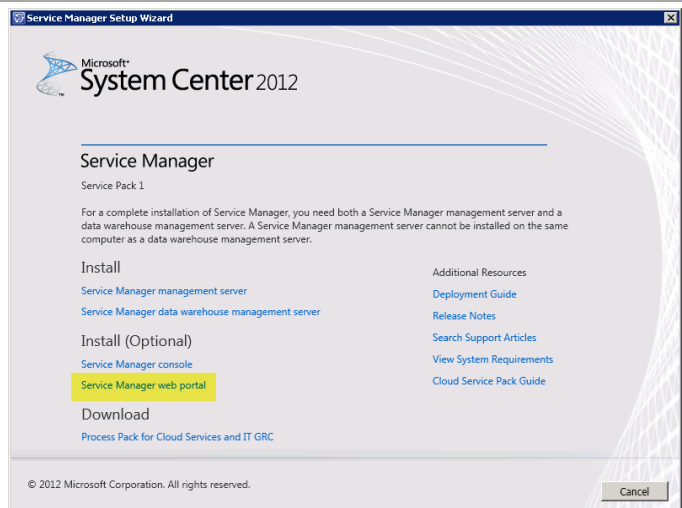 Service Manager Setup Wizard
Microsoft®
System Center 2012
Service Manager
Service Pack 1
For a complete installation of Service Manager, you need both a Service Manager management server and a
data warehouse management server. A Service Manager management server cannot be installed on the same
computer as a data warehouse management server.
Install
Service Manager management server
Service Manager data warehouse management server
Install (Optional)
Service Manager console
Service Manager web portal
Download
Process Pack for Cloud Services and IT GRC
Additional Resources
Deployment Guide
Release Notes
Search Support Articles
View System Requirements
Cloud Service Pack Guide
© 2012 Microsoft Corporation. All rights reserved.
Cancel